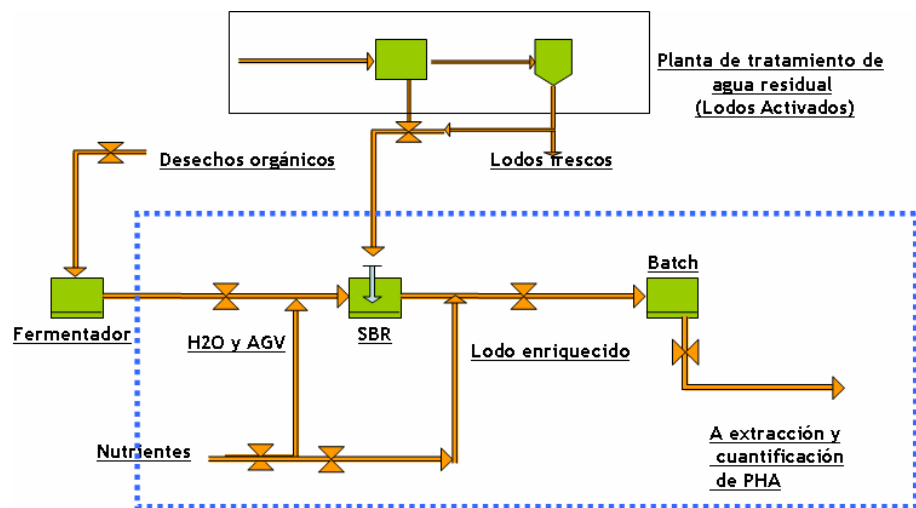 Planta de tratamiento de
agua residual
(Lodos Activados)
Desechos orgánicos
Lodos frescos
Batch
Fermentador
H2O y AGV
SBR
Lodo enriquecido
Nutrientes
A extracción y
cuantificación
de PHA